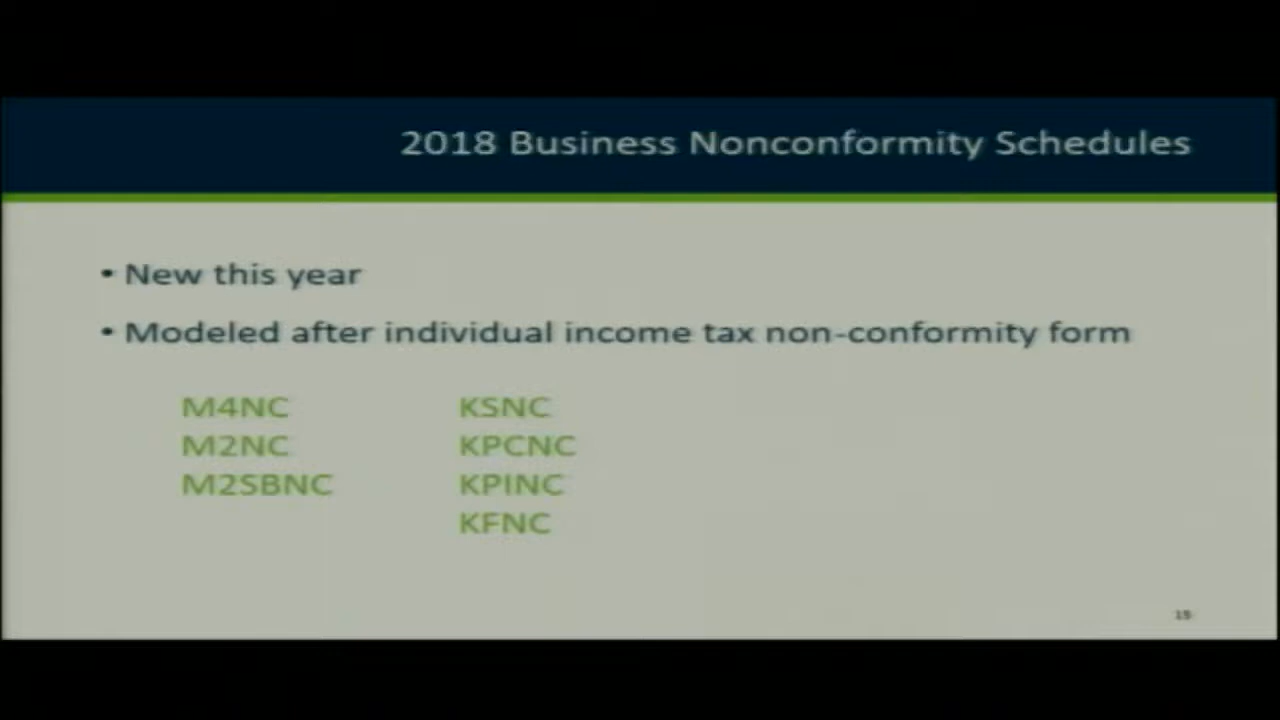 2018 Business Nonconformity Schedules
• New this year
• Modeled after individual income tax non-conformity form
M4NC
M2NC
M2SBNC
KSNC
KPCNC
KPINC
KFNC